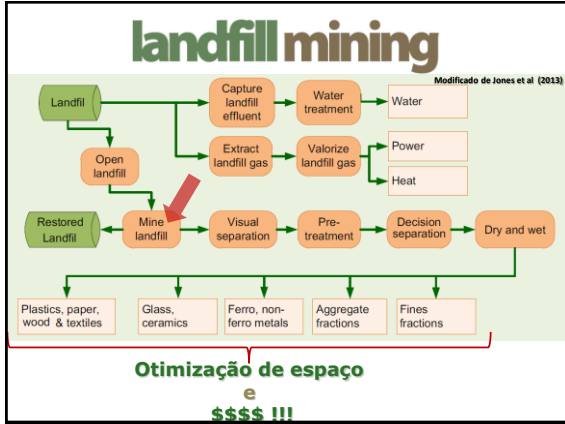 landfill mining
Modificado de Jones et al (2013)
Landfil
Capture
landfill
effluent
Water
treatment
Water
Open
landfill
Extract
landfill gas
Valorize
landfill gas
Power
Heat
Restored
Landfil
Mine
landfill
Visual
separation
Pre-
treatment
Decision
separation
Dry and wet
Plastics, paper,
wood & textiles
Glass,
ceramics
Ferro, non-
ferro metals
Aggregate
fractions
Fines
fractions
Otimização de espaço
e
$$$$ !!!